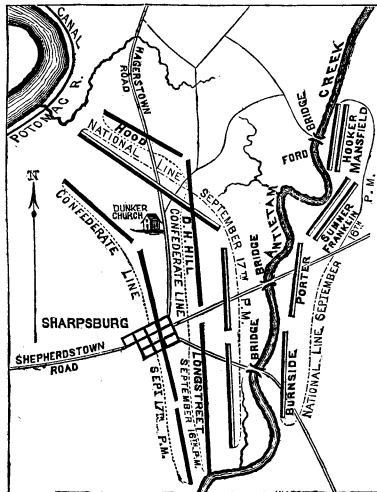 CANAL
POTOMAC R.
HAGERSTOWN
ROAD
CREEK
BRIDGE
FORD
HOOKER
MANSFIELD
HOOD
NATIONAL LINE
SEPTEMBER 17TH P.M.
ANTIETAM
SUMNER
FRANKLIN
NATIONAL LINE SEPTEMBER 16TH P.M.
N
DUNKER
CHURCH
D.H. HILL
CONFEDERATE LINE
CONFEDERATE LINE
SEPT. 17TH P.M.
BRIDGE
PORTER
SHARPSBURG
SHEPHERDSTOWN
ROAD
LONGSTREET
SEPTEMBER 16TH P.M.
BRIDGE
BURNSIDE